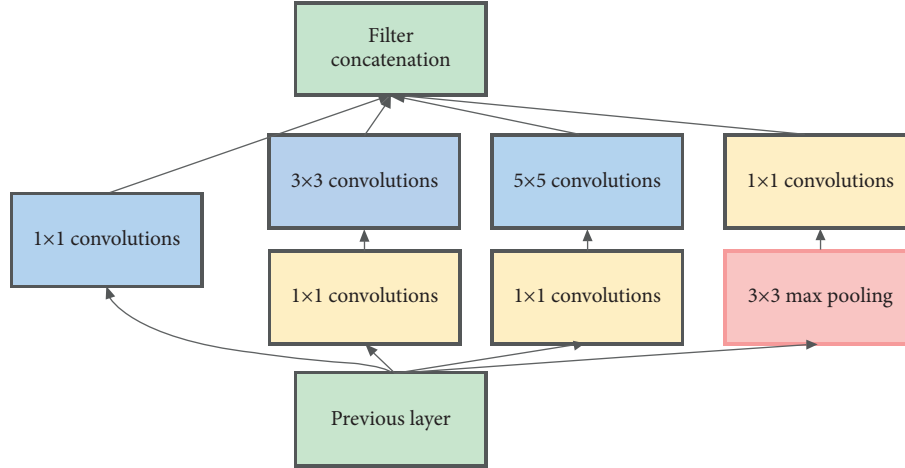 Filter
concatenation
3×3 convolutions
5×5 convolutions
1×1 convolutions
1×1 convolutions
1×1 convolutions
1×1 convolutions
3×3 max pooling
Previous layer